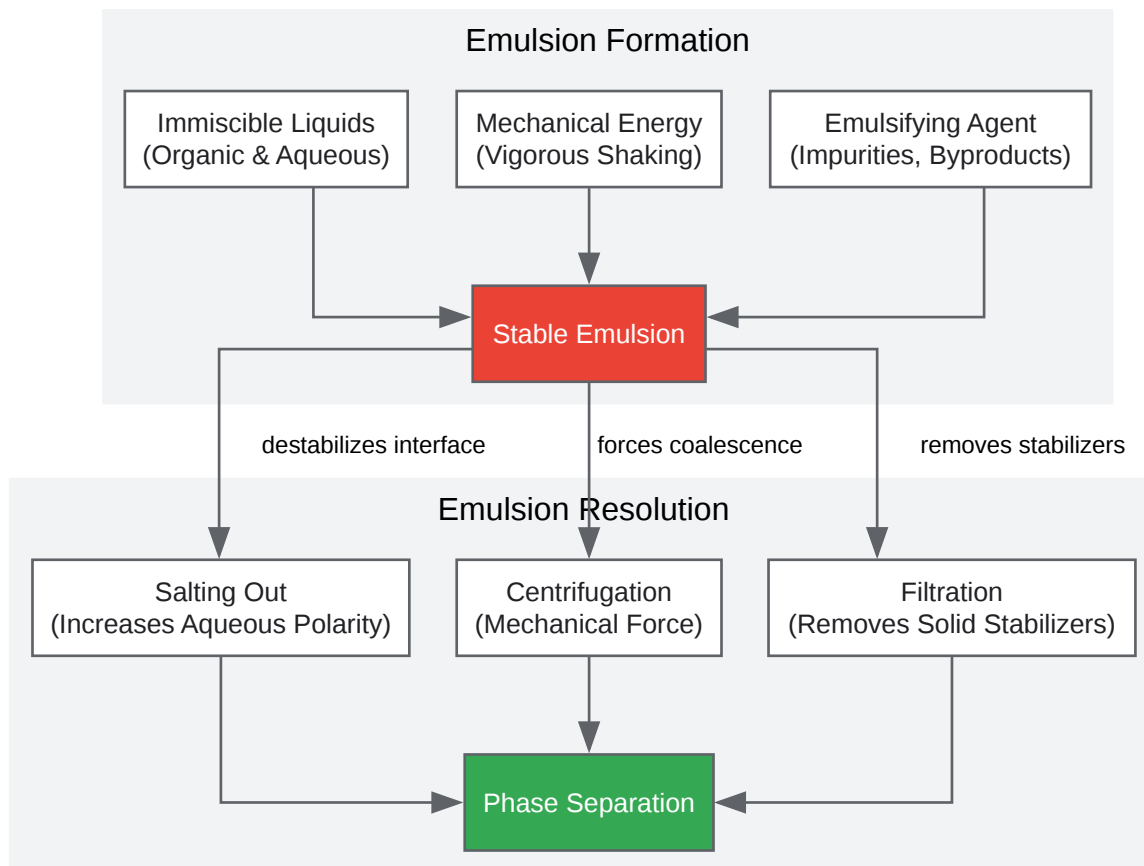 Emulsion Formation
Immiscible Liquids
(Organic & Aqueous)
Mechanical Energy
(Vigorous Shaking)
Emulsifying Agent
(Impurities, Byproducts)
Stable Emulsion
destabilizes interface
forces coalescence
removes stabilizers
Emulsion Resolution
Salting Out
(Increases Aqueous Polarity)
Centrifugation
(Mechanical Force)
Filtration
(Removes Solid Stabilizers)
Phase Separation